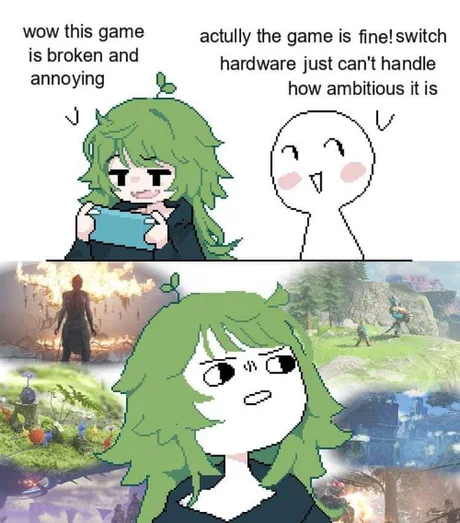 wow this game
is broken and
annoying
actully the game is fine! switch
hardware just can't handle
how ambitious it is